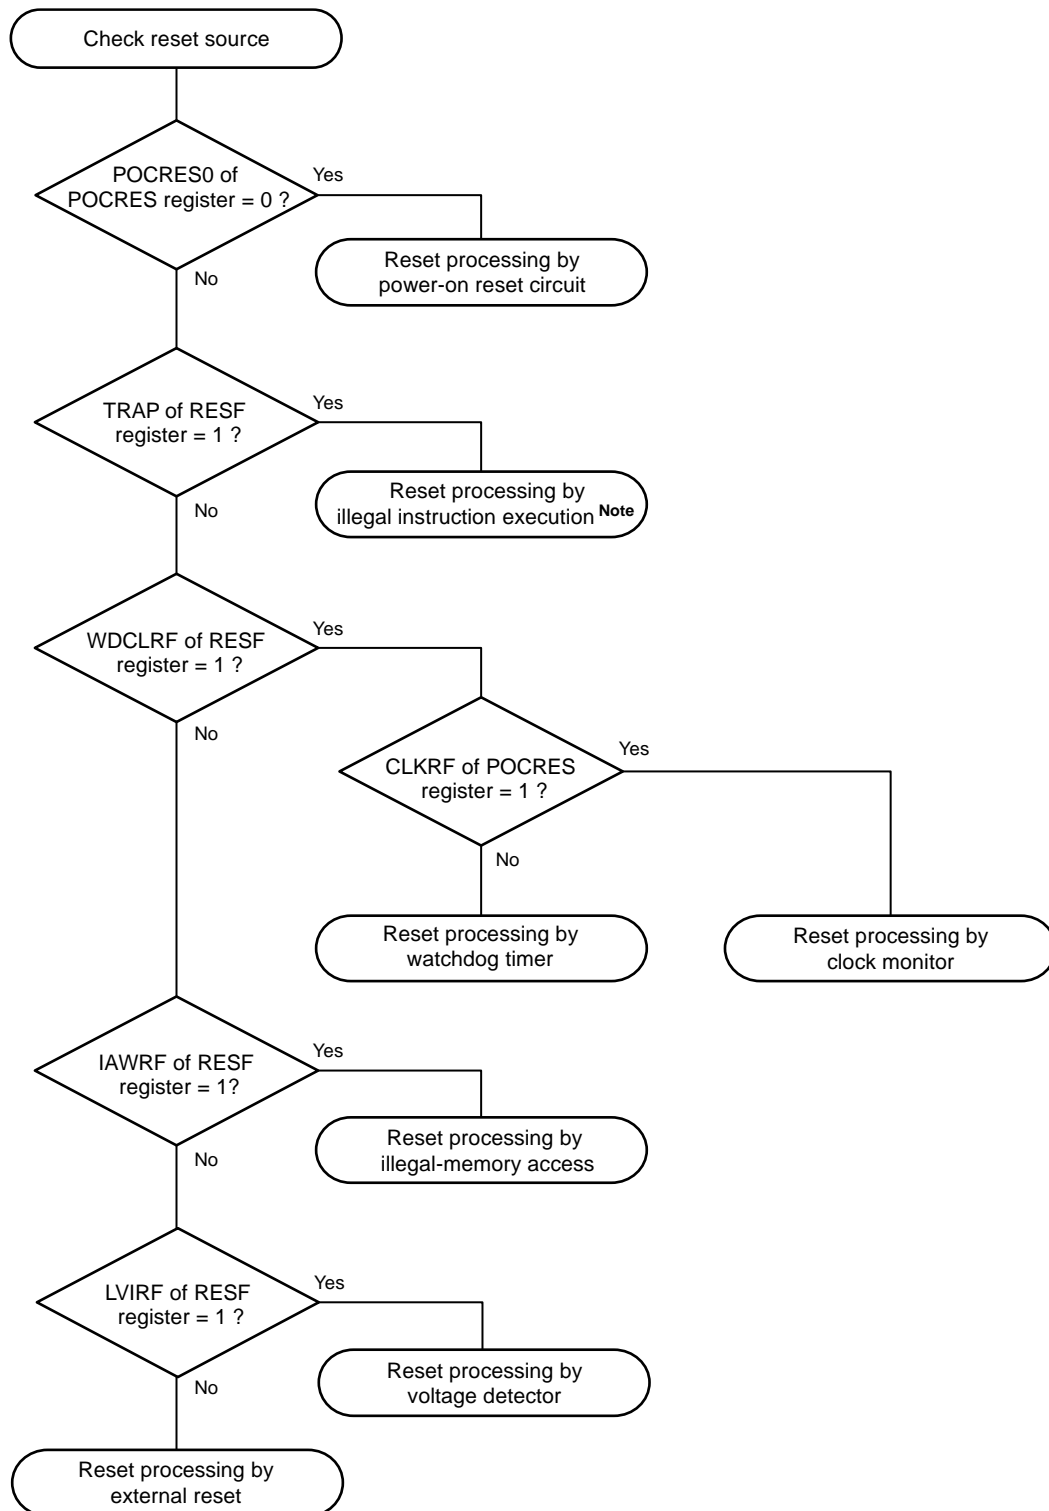 Check reset source
POCRES0 of
POCRES register = 0 ?
Yes
No
Reset processing by
power-on reset circuit
TRAP of RESF
register = 1 ?
Yes
No
Reset processing by
illegal instruction execution Note
WDCLRF of RESF
register = 1 ?
Yes
No
CLKRF of POCRES
register = 1 ?
Yes
No
Reset processing by
watchdog timer
Reset processing by
clock monitor
IAWRF of RESF
register = 1?
Yes
No
Reset processing by
illegal-memory access
LVIRF of RESF
register = 1 ?
Yes
No
Reset processing by
voltage detector
Reset processing by
external reset